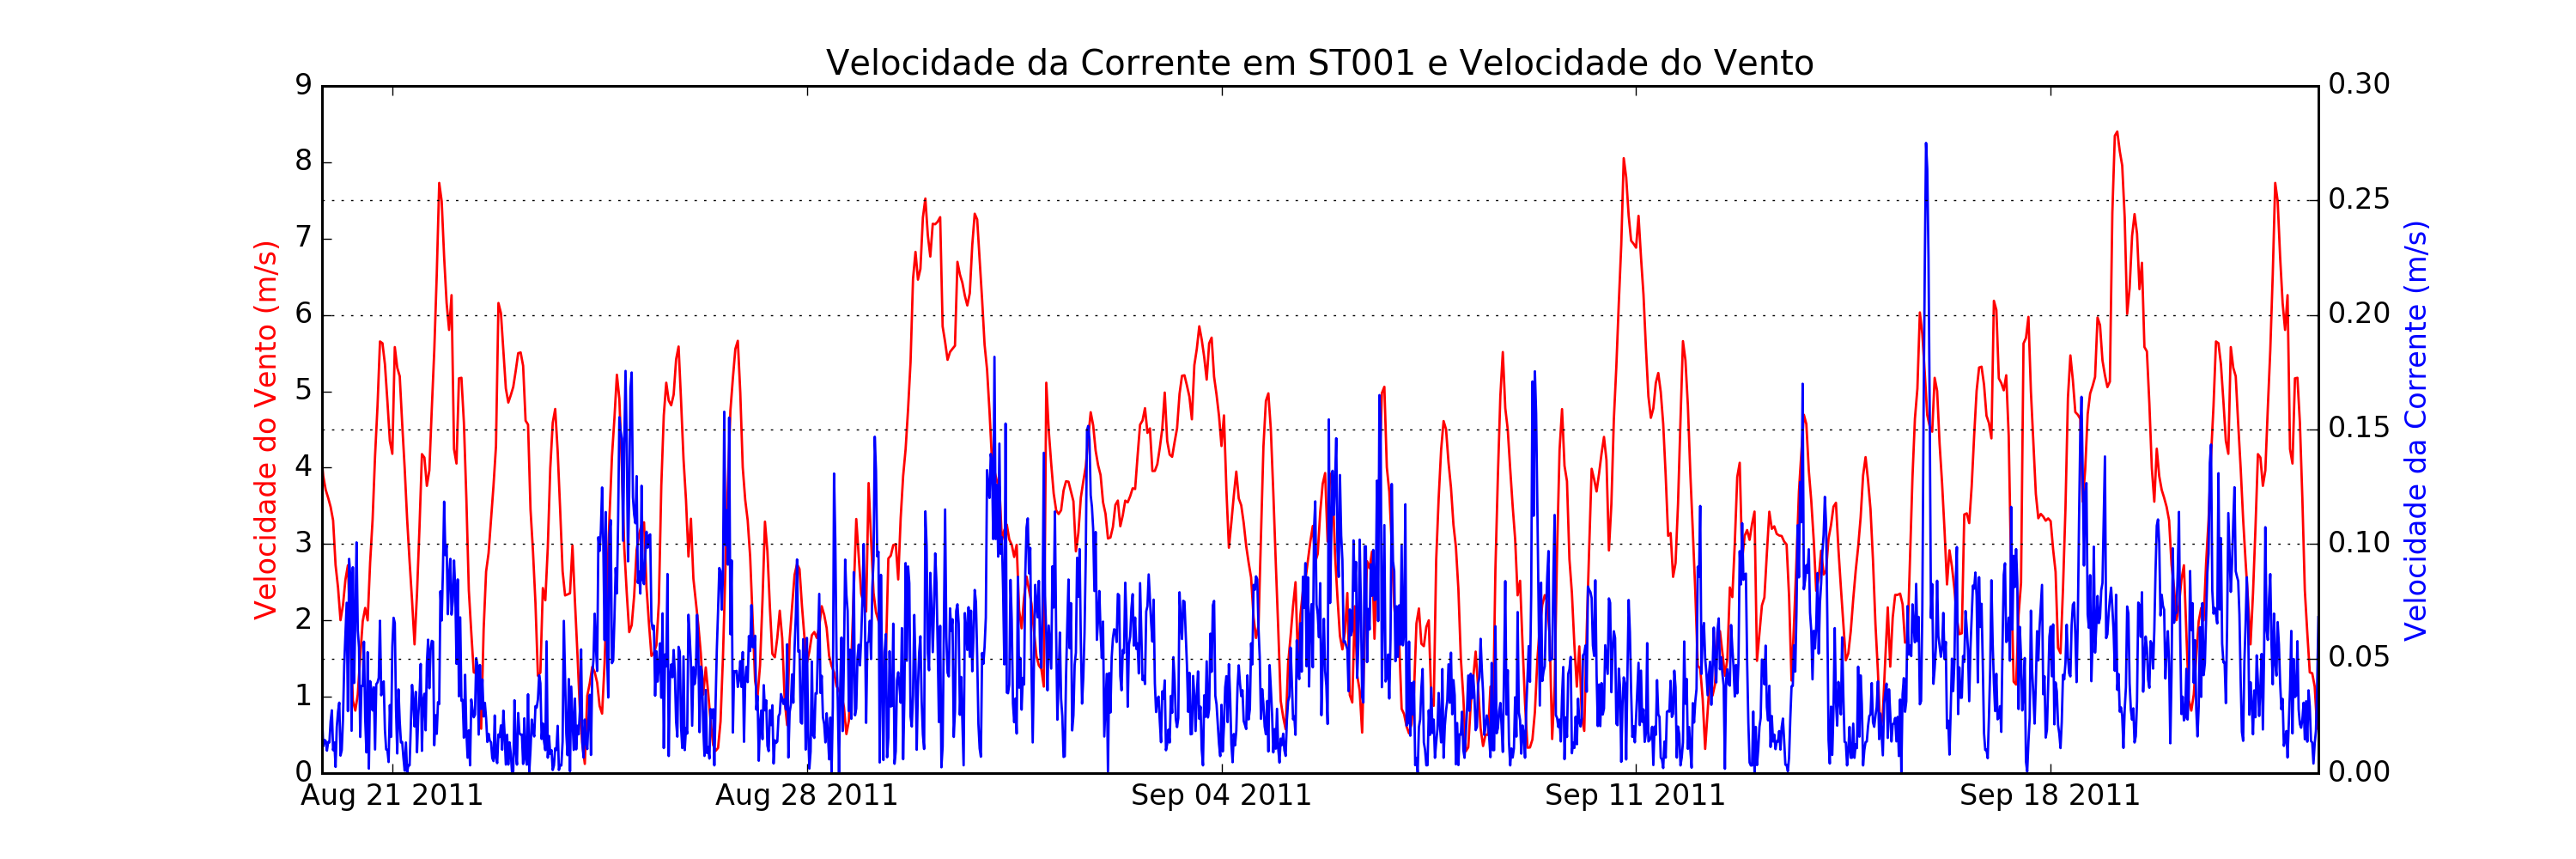 Velocidade da Corrente em ST001 e Velocidade do Vento
9
8
7
6
5
4
3
2
1
0
Velocidade do Vento (m/s)
0.30
0.25
0.20
0.15
0.10
0.05
0.00
Velocidade da Corrente (m/s)
Aug 21 2011
Aug 28 2011
Sep 04 2011
Sep 11 2011
Sep 18 2011